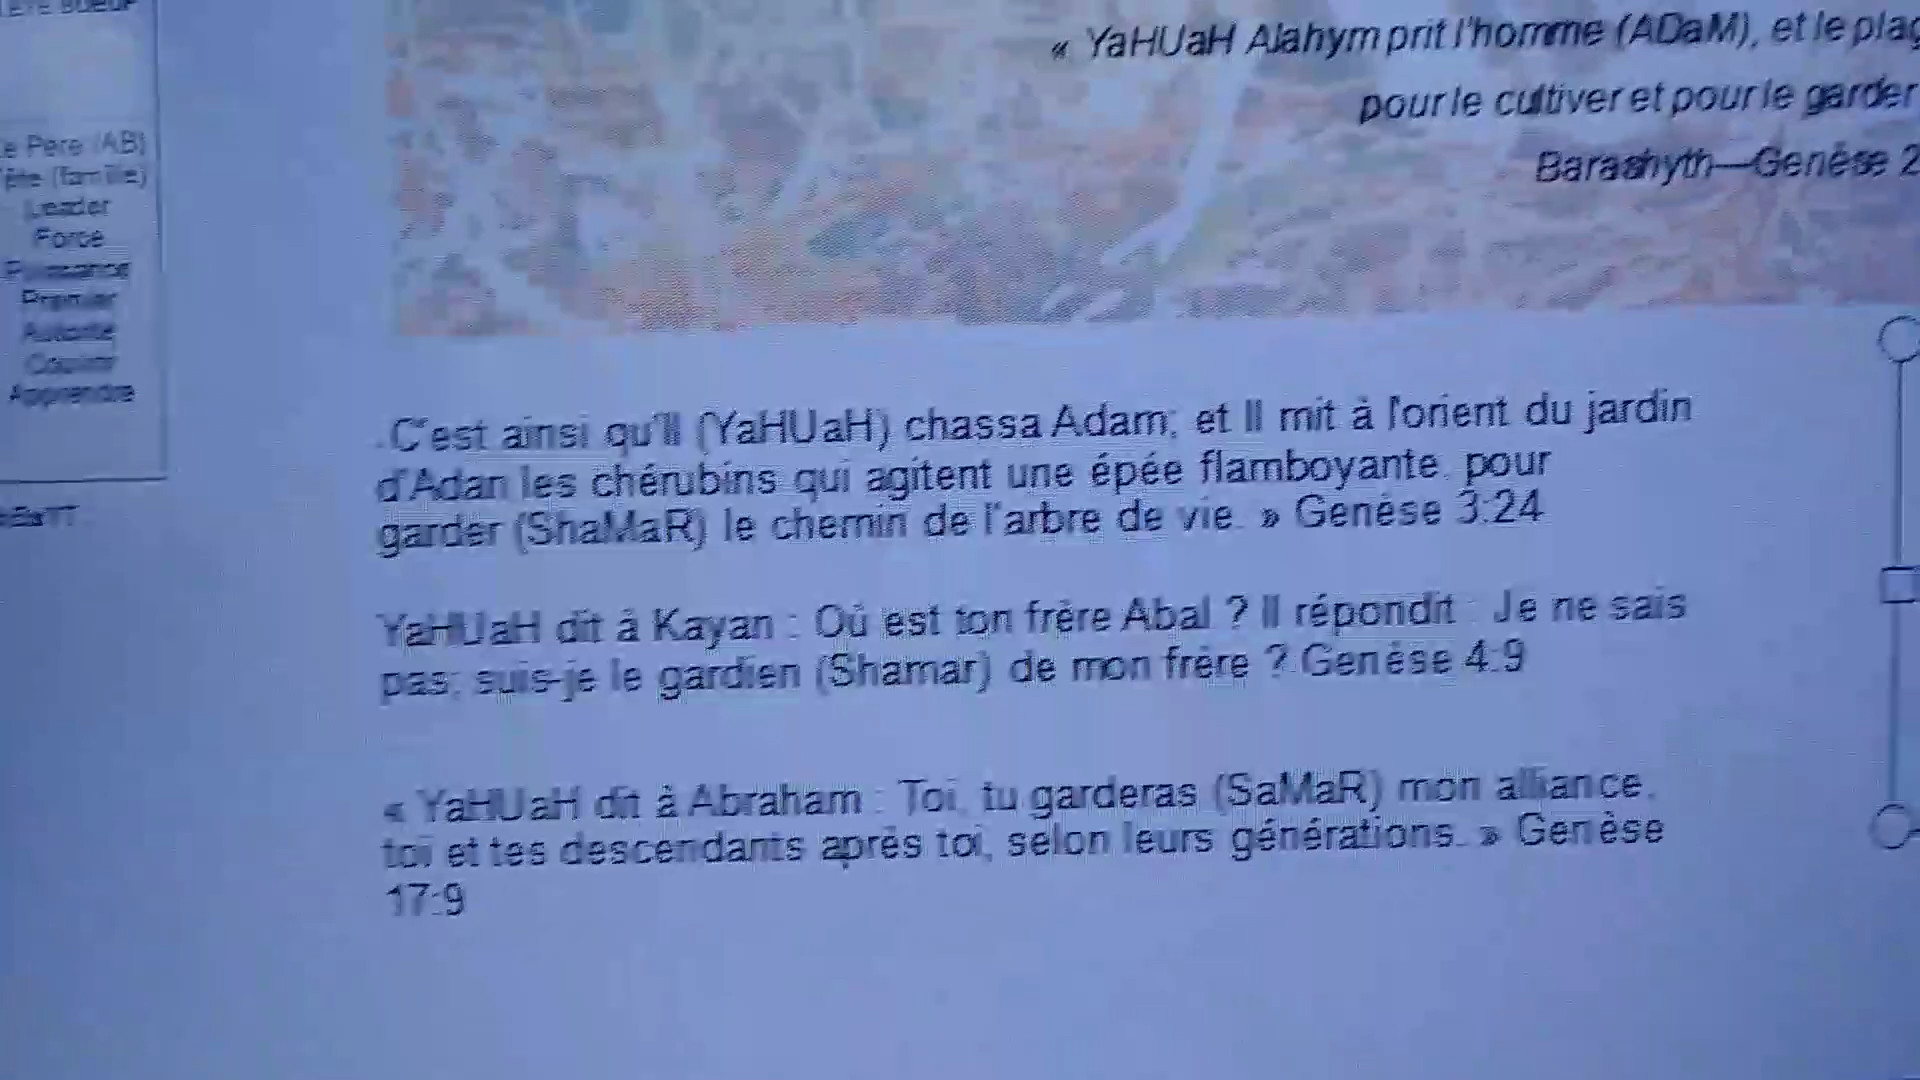 « YaHUaH Alahym prit l'homme (ADaM), et le plaç
pour le cultiver et pour le garder
Barashyth—Genèse 2
Père (AB)
(famille)
Leader
Force
Puissance
Premier
Autorité
Apprendre
C'est ainsi qu'Il (YaHUaH) chassa Adam; et Il mit à l'orient du jardin
d'Adan les chérubins qui agitent une épée flamboyante, pour
garder (ShaMaR) le chemin de l'arbre de vie. » Genèse 3:24
YaHUaH dit à Kayan : Où est ton frère Abal ? Il répondit : Je ne sais
pas; suis-je le gardien (Shamar) de mon frère ? Genèse 4:9
« YaHUaH dit à Abraham : Toi, tu garderas (SaMaR) mon alliance,
toi et tes descendants après toi, selon leurs générations. » Genèse
17:9